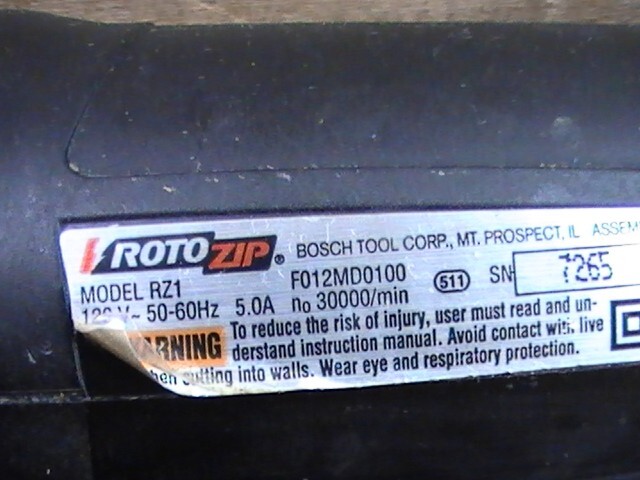 ROTOZIP® BOSCH TOOL CORP., MT. PROSPECT, IL
MODEL RZ1 F012MD0100 511 SN 7265
V~ 50-60Hz 5.0A n₀ 30000/min
To reduce the risk of injury, user must read and un-
derstand instruction manual. Avoid contact with live
cutting into walls. Wear eye and respiratory protection.